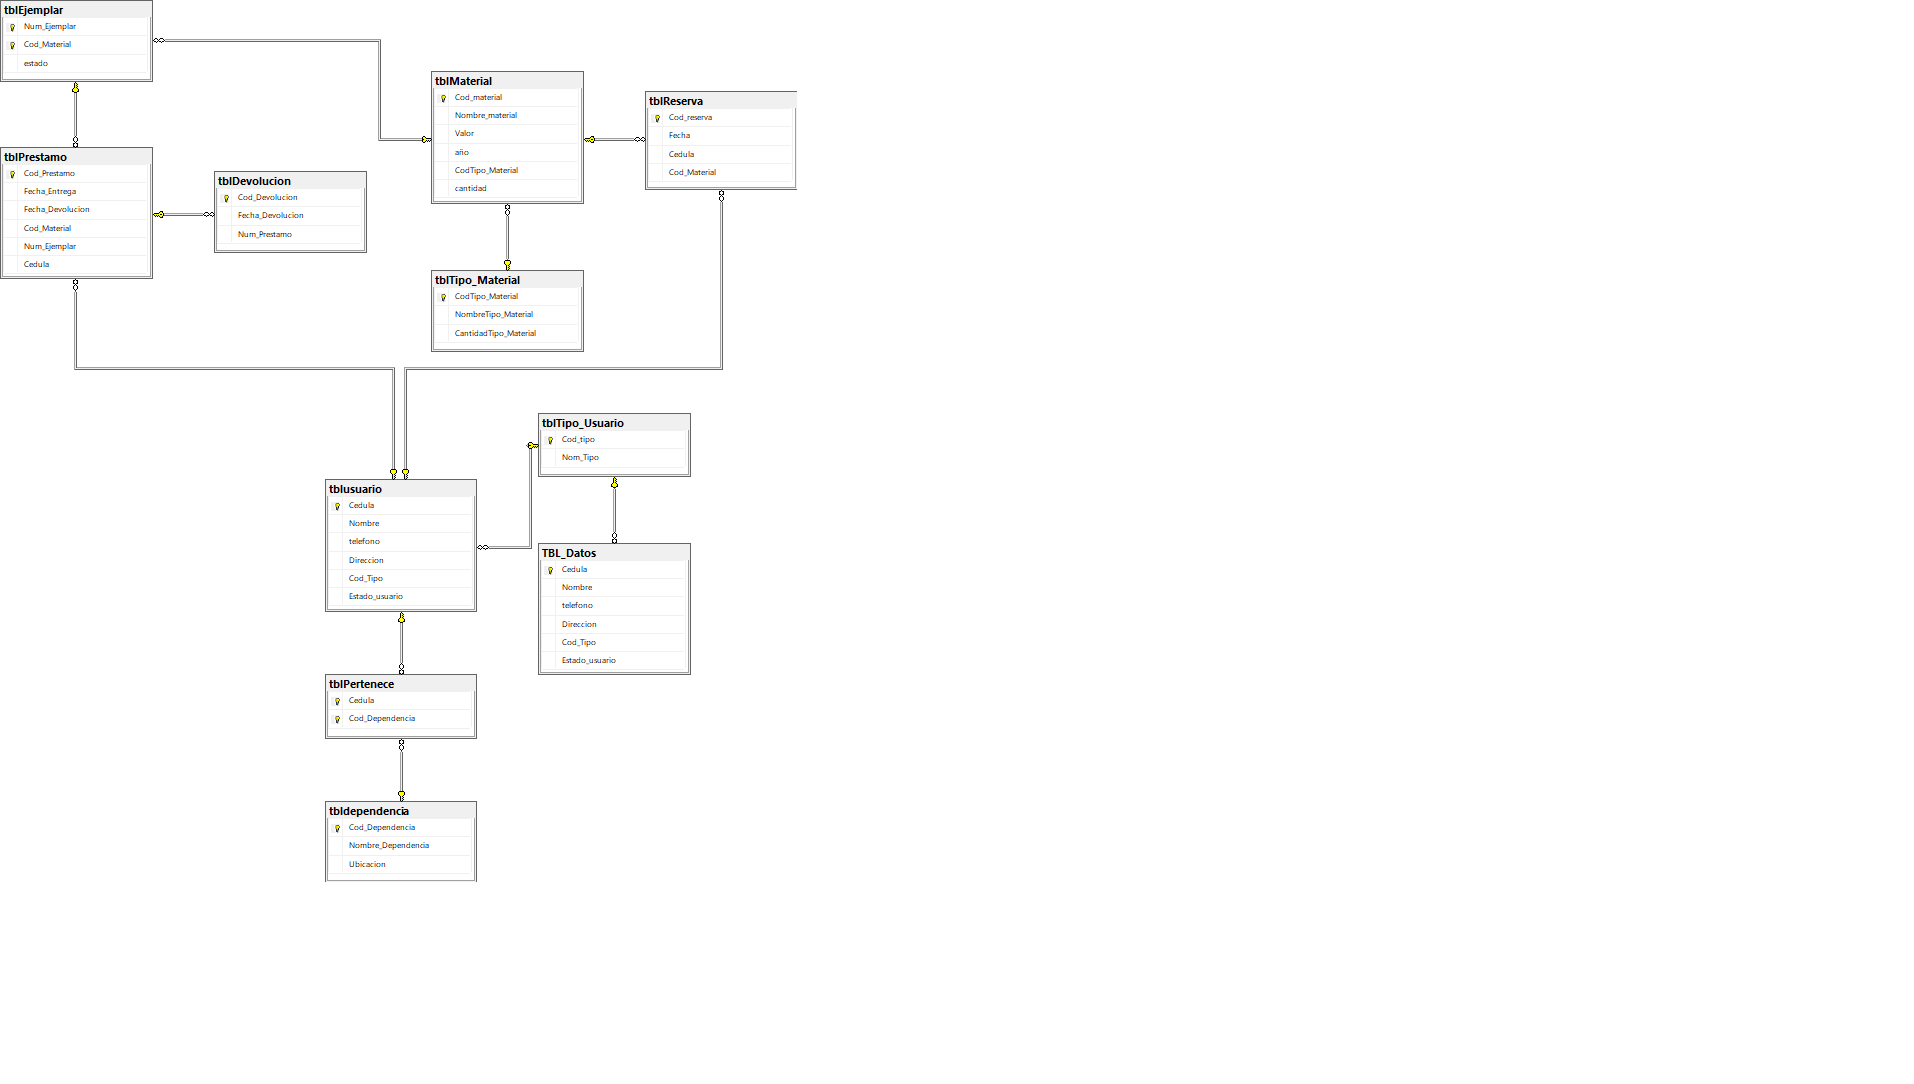 tblEjemplar
Num_Ejemplar
Cod_Material
estado
tblMaterial
Cod_material
Nombre_material
Valor
año
CodTipo_Material
cantidad
tblReserva
Cod_reserva
Fecha
Cedula
Cod_Material
tblPrestamo
Cod_Prestamo
Fecha_Entrega
Fecha_Devolucion
Cod_Material
Num_Ejemplar
Cedula
tblDevolucion
Cod_Devolucion
Fecha_Devolucion
Num_Prestamo
tblTipo_Material
CodTipo_Material
NombreTipo_Material
CantidadTipo_Material
tblTipo_Usuario
Cod_tipo
Nom_Tipo
tblusuario
Cedula
Nombre
telefono
Direccion
Cod_Tipo
Estado_usuario
TBL_Datos
Cedula
Nombre
telefono
Direccion
Cod_Tipo
Estado_usuario
tblPertenece
Cedula
Cod_Dependencia
tbldependencia
Cod_Dependencia
Nombre_Dependencia
Ubicacion